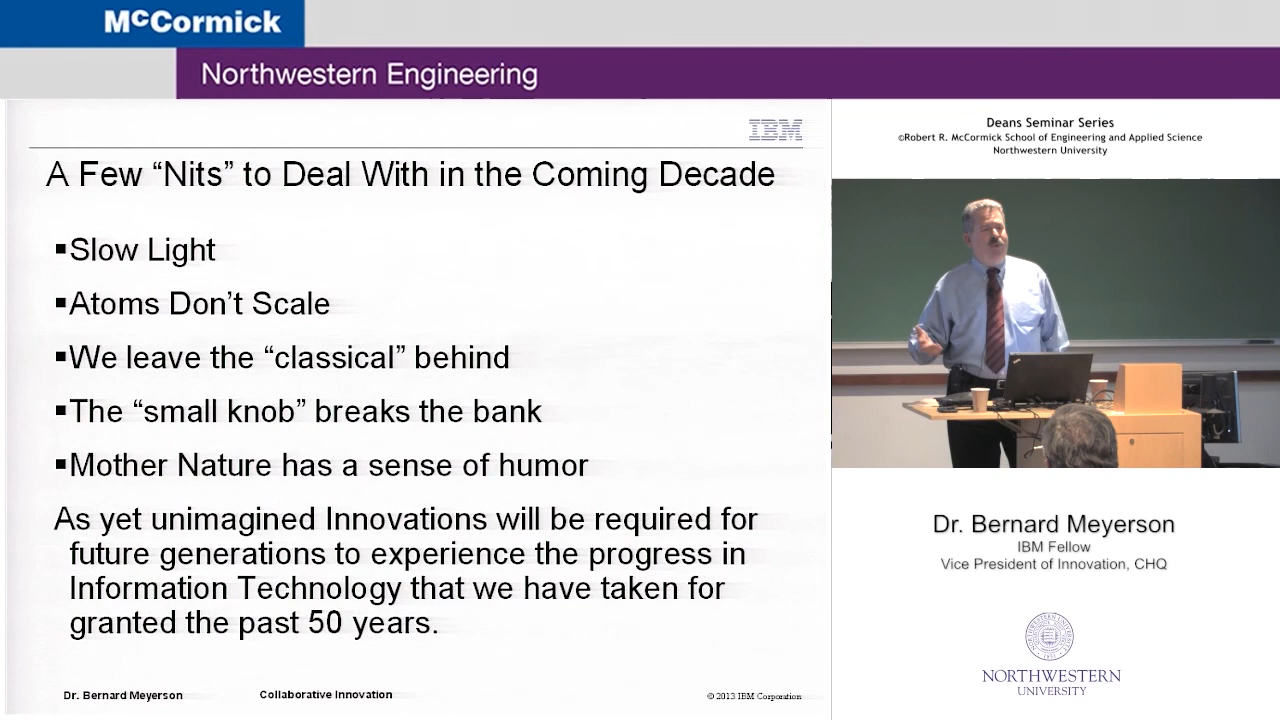 McCormick
Northwestern Engineering
IBM
A Few “Nits” to Deal With in the Coming Decade
▪Slow Light
▪Atoms Don’t Scale
▪We leave the “classical” behind
▪The “small knob” breaks the bank
▪Mother Nature has a sense of humor
As yet unimagined Innovations will be required for
future generations to experience the progress in
Information Technology that we have taken for
granted the past 50 years.
Dr. Bernard Meyerson
Collaborative Innovation
© 2013 IBM Corporation
Deans Seminar Series
©Robert R. McCormick School of Engineering and Applied Science
Northwestern University
Dr. Bernard Meyerson
IBM Fellow
Vice President of Innovation, CHQ
NORTHWESTERN
UNIVERSITY